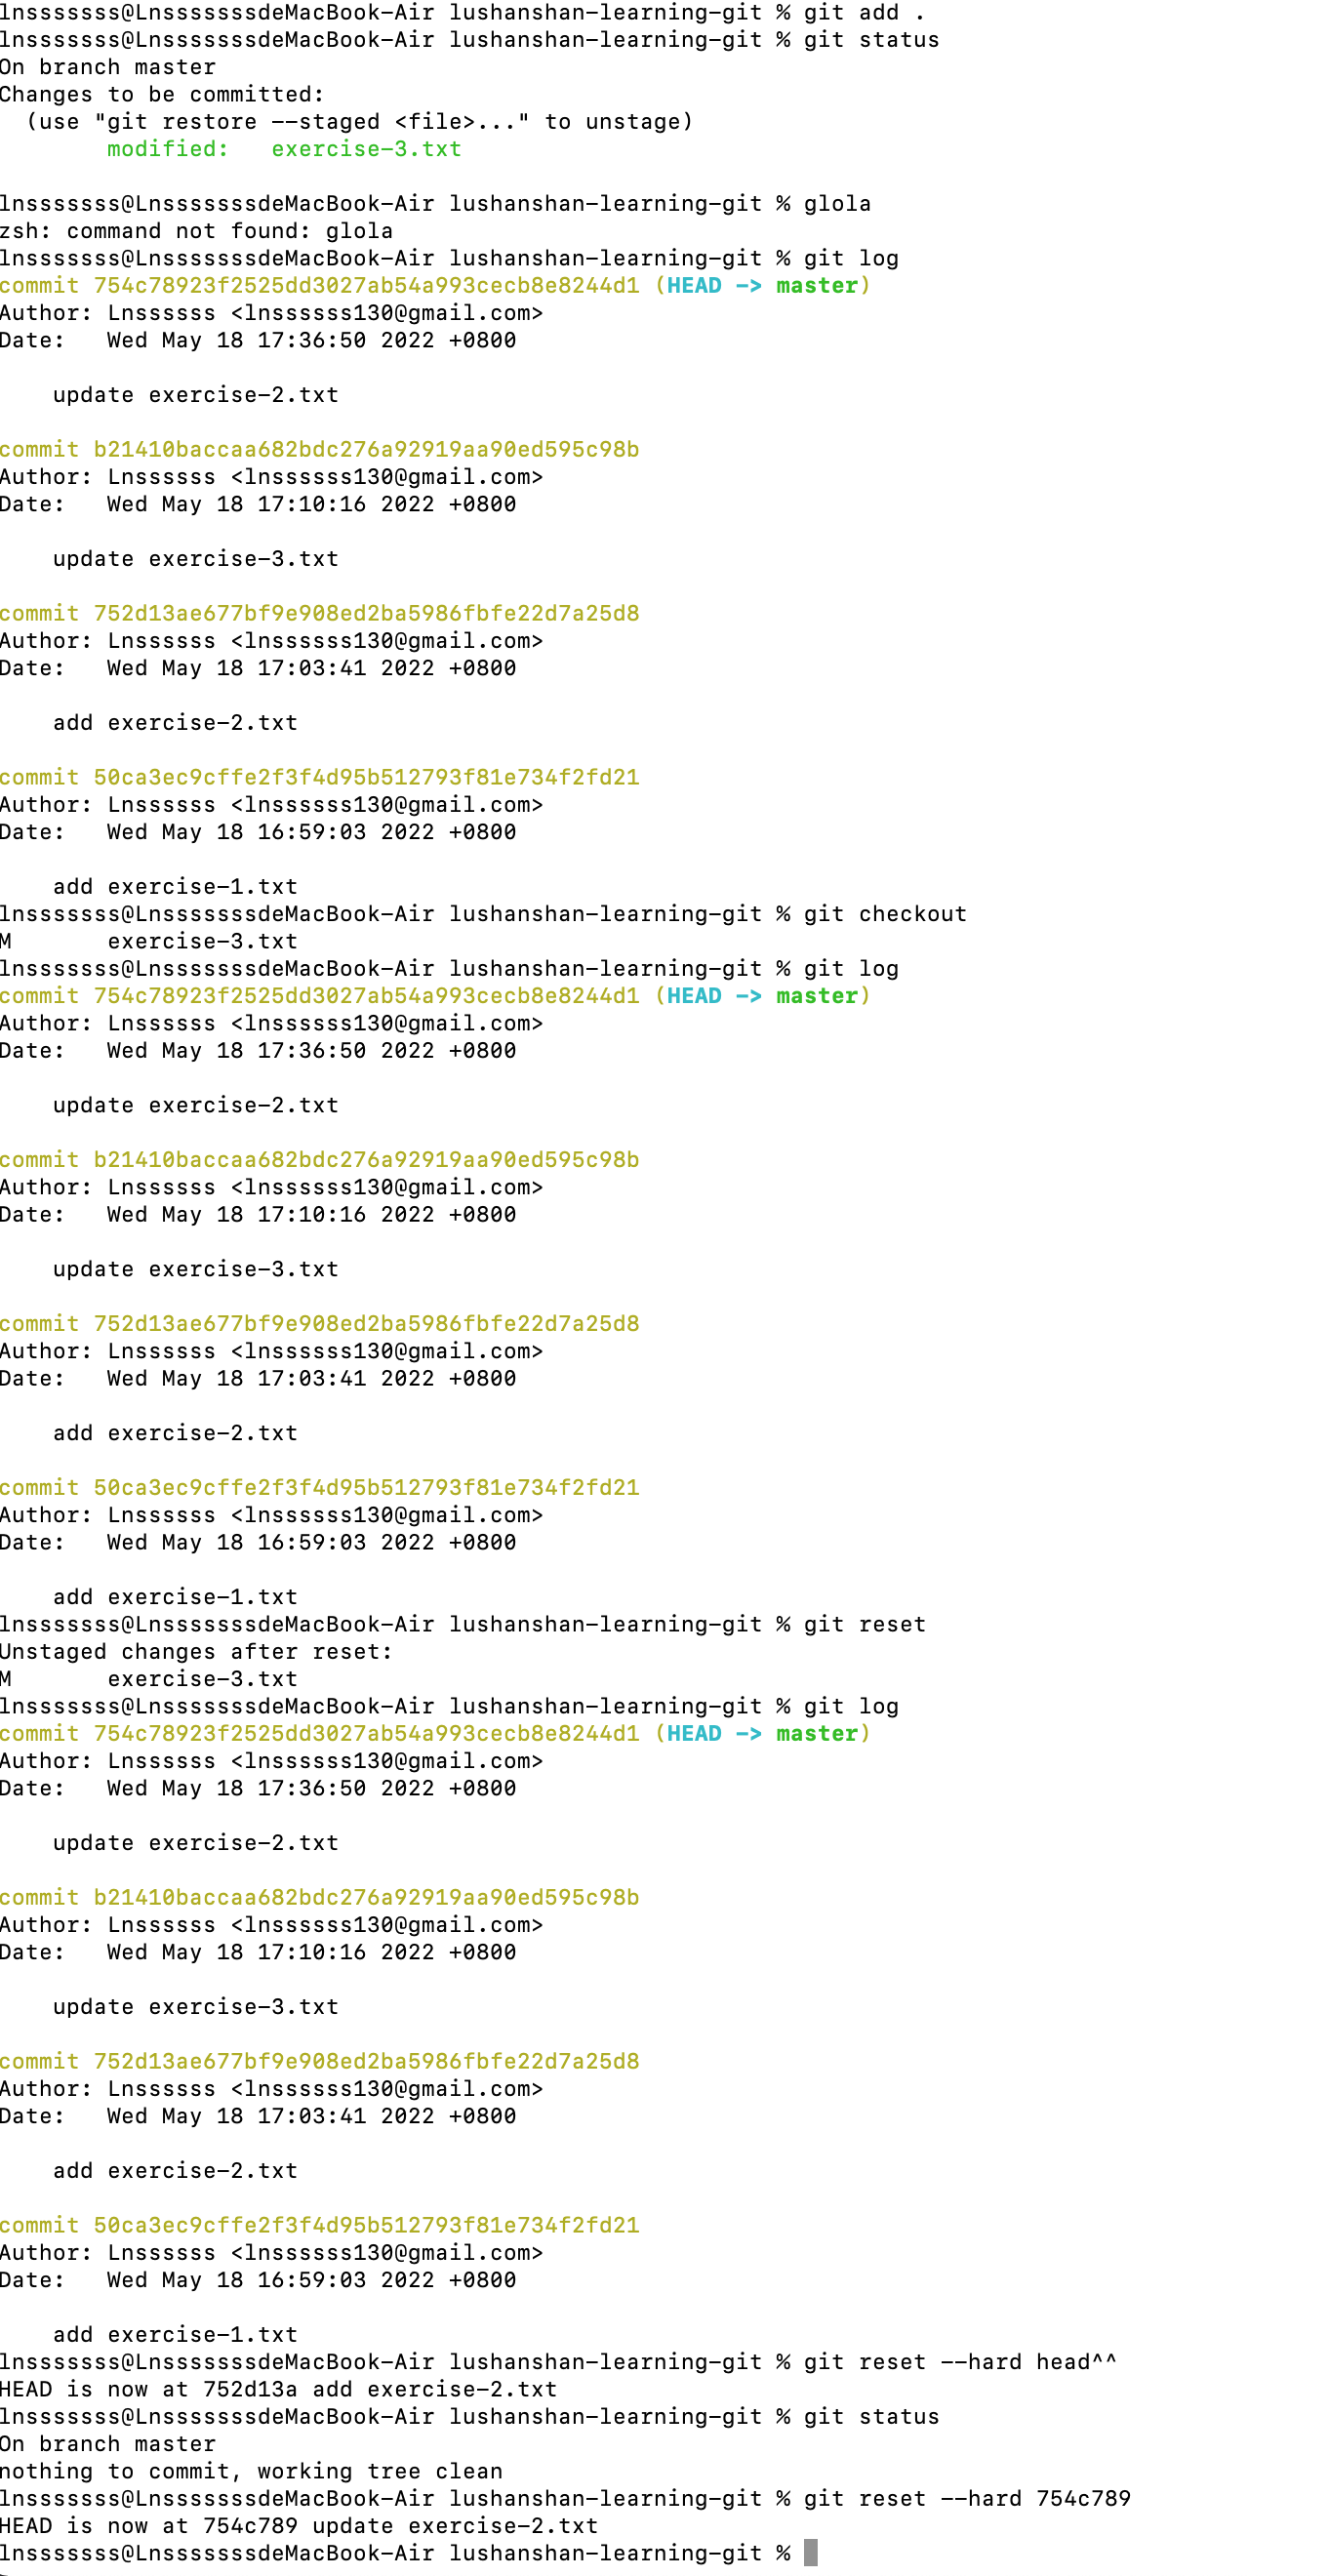 lnsssssss@LnsssssssdeMacBook-Air lushanshan-learning-git % git add .
lnsssssss@LnsssssssdeMacBook-Air lushanshan-learning-git % git status
On branch master
Changes to be committed:
  (use "git restore --staged <file>..." to unstage)
        modified:   exercise-3.txt

lnsssssss@LnsssssssdeMacBook-Air lushanshan-learning-git % glola
zsh: command not found: glola
lnsssssss@LnsssssssdeMacBook-Air lushanshan-learning-git % git log
commit 754c78923f2525dd3027ab54a993cecb8e8244d1 (HEAD -> master)
Author: Lnssssss <lnssssss130@gmail.com>
Date:   Wed May 18 17:36:50 2022 +0800

    update exercise-2.txt

commit b21410baccaa682bdc276a92919aa90ed595c98b
Author: Lnssssss <lnssssss130@gmail.com>
Date:   Wed May 18 17:10:16 2022 +0800

    update exercise-3.txt

commit 752d13ae677bf9e908ed2ba5986fbfe22d7a25d8
Author: Lnssssss <lnssssss130@gmail.com>
Date:   Wed May 18 17:03:41 2022 +0800

    add exercise-2.txt

commit 50ca3ec9cffe2f3f4d95b512793f81e734f2fd21
Author: Lnssssss <lnssssss130@gmail.com>
Date:   Wed May 18 16:59:03 2022 +0800

    add exercise-1.txt
lnsssssss@LnsssssssdeMacBook-Air lushanshan-learning-git % git checkout
M       exercise-3.txt
lnsssssss@LnsssssssdeMacBook-Air lushanshan-learning-git % git log
commit 754c78923f2525dd3027ab54a993cecb8e8244d1 (HEAD -> master)
Author: Lnssssss <lnssssss130@gmail.com>
Date:   Wed May 18 17:36:50 2022 +0800

    update exercise-2.txt

commit b21410baccaa682bdc276a92919aa90ed595c98b
Author: Lnssssss <lnssssss130@gmail.com>
Date:   Wed May 18 17:10:16 2022 +0800

    update exercise-3.txt

commit 752d13ae677bf9e908ed2ba5986fbfe22d7a25d8
Author: Lnssssss <lnssssss130@gmail.com>
Date:   Wed May 18 17:03:41 2022 +0800

    add exercise-2.txt

commit 50ca3ec9cffe2f3f4d95b512793f81e734f2fd21
Author: Lnssssss <lnssssss130@gmail.com>
Date:   Wed May 18 16:59:03 2022 +0800

    add exercise-1.txt
lnsssssss@LnsssssssdeMacBook-Air lushanshan-learning-git % git reset
Unstaged changes after reset:
M       exercise-3.txt
lnsssssss@LnsssssssdeMacBook-Air lushanshan-learning-git % git log
commit 754c78923f2525dd3027ab54a993cecb8e8244d1 (HEAD -> master)
Author: Lnssssss <lnssssss130@gmail.com>
Date:   Wed May 18 17:36:50 2022 +0800

    update exercise-2.txt

commit b21410baccaa682bdc276a92919aa90ed595c98b
Author: Lnssssss <lnssssss130@gmail.com>
Date:   Wed May 18 17:10:16 2022 +0800

    update exercise-3.txt

commit 752d13ae677bf9e908ed2ba5986fbfe22d7a25d8
Author: Lnssssss <lnssssss130@gmail.com>
Date:   Wed May 18 17:03:41 2022 +0800

    add exercise-2.txt

commit 50ca3ec9cffe2f3f4d95b512793f81e734f2fd21
Author: Lnssssss <lnssssss130@gmail.com>
Date:   Wed May 18 16:59:03 2022 +0800

    add exercise-1.txt
lnsssssss@LnsssssssdeMacBook-Air lushanshan-learning-git % git reset --hard head^^
HEAD is now at 752d13a add exercise-2.txt
lnsssssss@LnsssssssdeMacBook-Air lushanshan-learning-git % git status
On branch master
nothing to commit, working tree clean
lnsssssss@LnsssssssdeMacBook-Air lushanshan-learning-git % git reset --hard 754c789
HEAD is now at 754c789 update exercise-2.txt
lnsssssss@LnsssssssdeMacBook-Air lushanshan-learning-git %